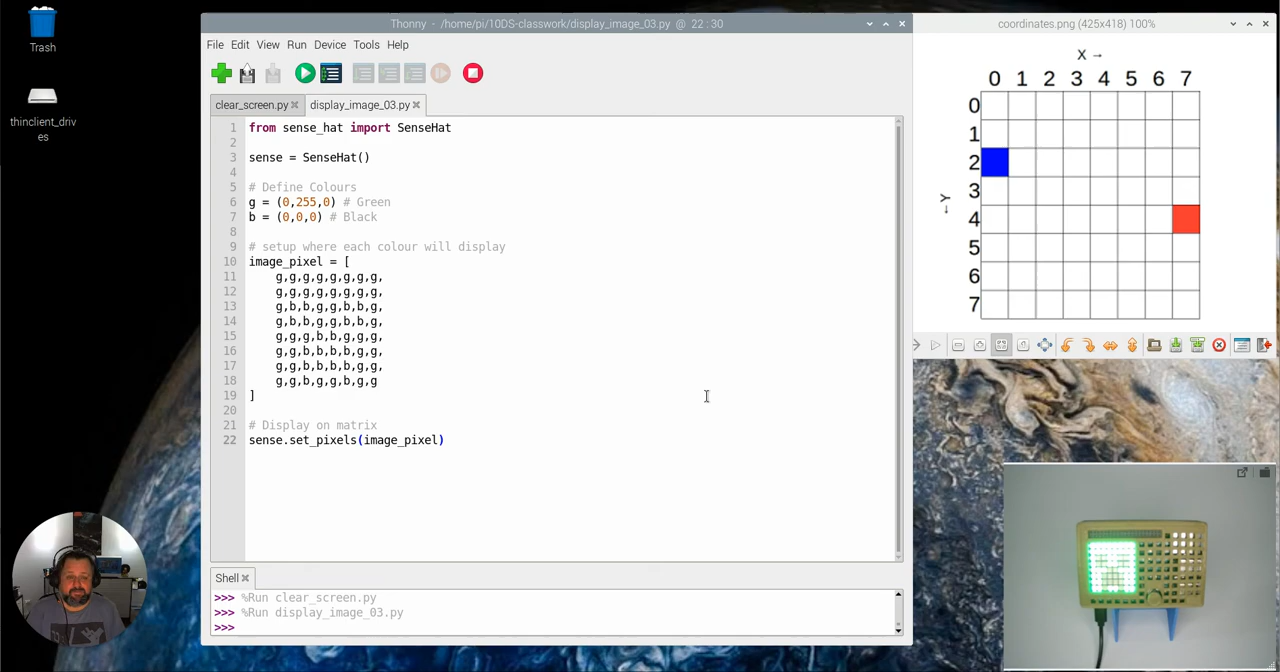 Trash
thinclient_driv
es
Thonny - /home/pi/10DS-classwork/display_image_03.py @ 22:30
File Edit View Run Device Tools Help
clear_screen.py
display_image_03.py
1 from sense_hat import SenseHat
2
3 sense = SenseHat()
4
5 # Define Colours
6 g = (0,255,0) # Green
7 b = (0,0,0) # Black
8
9 # setup where each colour will display
10 image_pixel = [
11 g,g,g,g,g,g,g,g,
12 g,g,g,g,g,g,g,g,
13 g,b,b,g,g,b,b,g,
14 g,b,b,g,g,b,b,g,
15 g,g,g,b,b,g,g,g,
16 g,g,b,b,b,b,g,g,
17 g,g,b,b,b,b,g,g,
18 g,g,b,g,g,b,g,g
19 ]
20
21 # Display on matrix
22 sense.set_pixels(image_pixel)
Shell
>>> %Run clear_screen.py
>>> %Run display_image_03.py
>>>
coordinates.png (425x418) 100%
X →
0 1 2 3 4 5 6 7
0
1
2
3
←Y
4
5
6
7